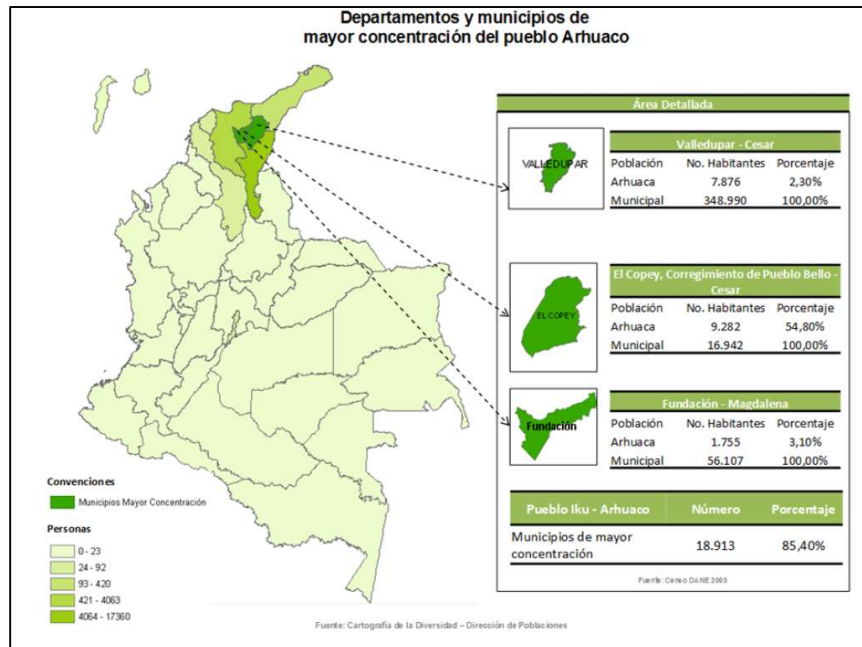 Departamentos y municipios de
mayor concentración del pueblo Arhuaco
Área Detallada
VALLEDUPAR
Valledupar - Cesar
Población No. Habitantes Porcentaje
Arhuaca 7.876 2,30%
Municipal 348.990 100,00%
EL COPEY
El Copey, Corregimiento de Pueblo Bello -
Cesar
Población No. Habitantes Porcentaje
Arhuaca 9.282 54,80%
Municipal 16.942 100,00%
Fundación
Fundación - Magdalena
Población No. Habitantes Porcentaje
Arhuaca 1.755 3,10%
Municipal 56.107 100,00%
Pueblo Iku - Arhuaco Número Porcentaje
Municipios de mayor
concentración 18.913 85,40%
Fuente: Censo DANE 2005
Convenciones
Municipios Mayor Concentración
Personas
0 - 23
24 - 92
93 - 420
421 - 4063
4064 - 17360
Fuente: Cartografía de la Diversidad – Dirección de Poblaciones